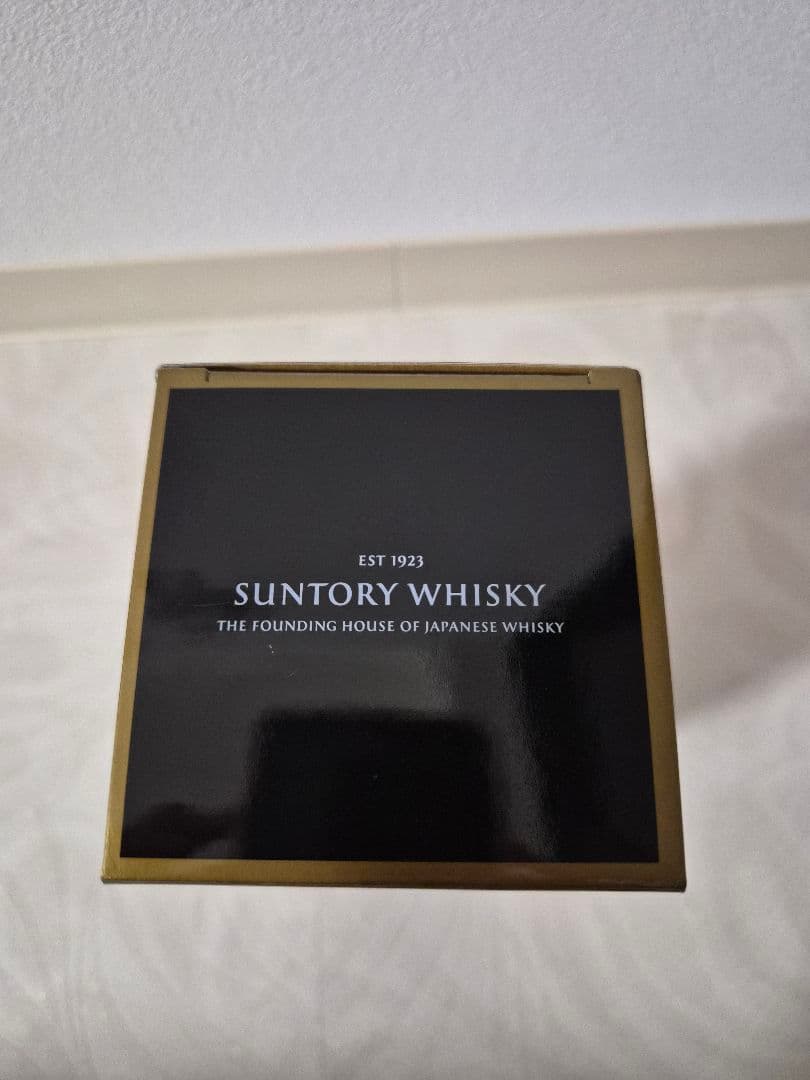 EST 1923
SUNTORY WHISKY
THE FOUNDING HOUSE OF JAPANESE WHISKY